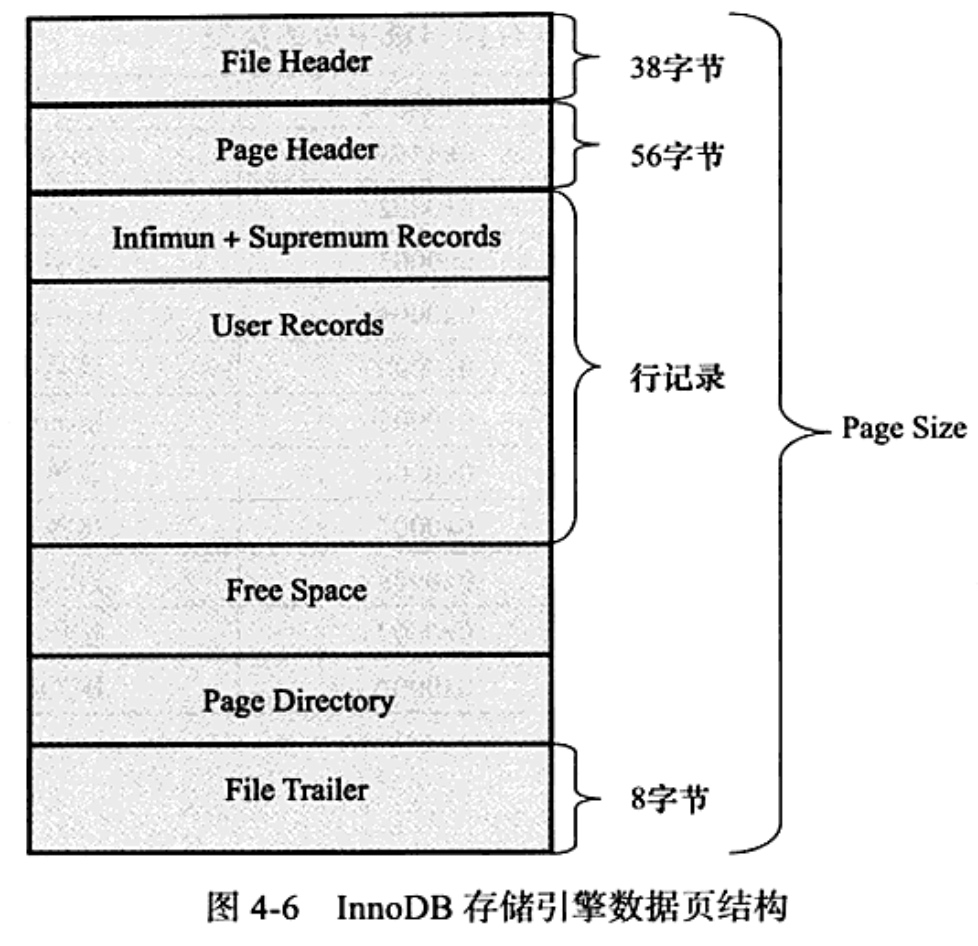 File Header
38字节
Page Header
56字节
Infimun + Supremum Records
User Records
行记录
Page Size
Free Space
Page Directory
File Trailer
8字节
图 4-6 InnoDB 存储引擎数据页结构